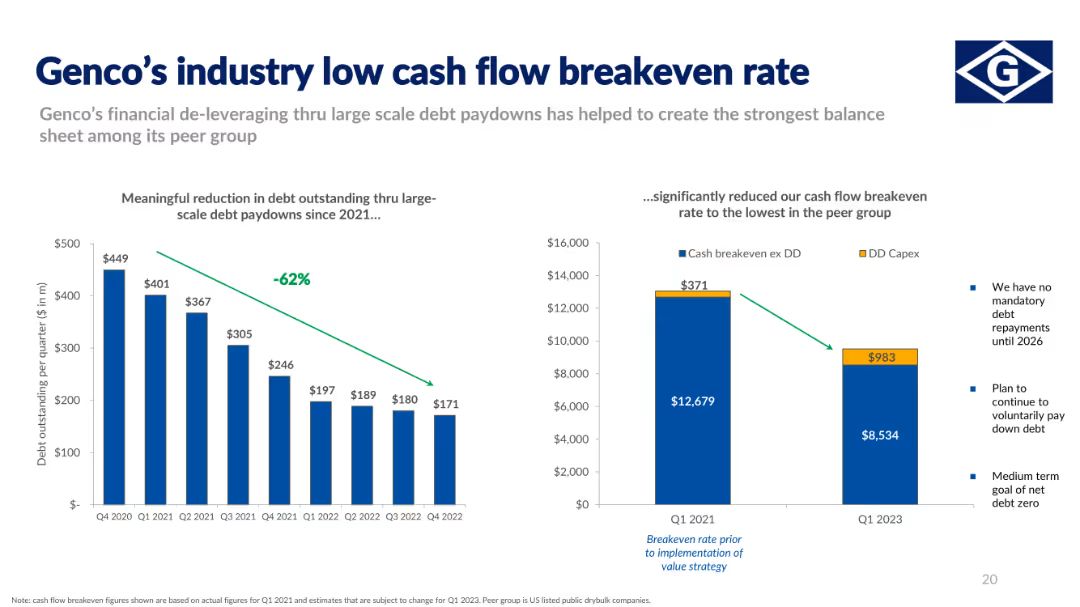 Genco's industry low cash flow breakeven rate
G
Genco's financial de-leveraging thru large scale debt paydowns has helped to create the strongest balance
sheet among its peer group
Meaningful reduction in debt outstanding thru large-
scale debt paydowns since 2021...
Debt outstanding per quarter ($ in m)
$500
$400
$300
$200
$100
$-
$449
$401
$367
$305
$246
$197
$189
$180
$171
-62%
Q4 2020
Q1 2021
Q2 2021
Q3 2021
Q4 2021
Q1 2022
Q2 2022
Q3 2022
Q4 2022
...significantly reduced our cash flow breakeven
rate to the lowest in the peer group
$16,000
$14,000
$12,000
$10,000
$8,000
$6,000
$4,000
$2,000
$0
Cash breakeven ex DD
DD Capex
$371
$12,679
$983
$8,534
Q1 2021
Q1 2023
Breakeven rate prior
to implementation of
value strategy
We have no
mandatory
debt
repayments
until 2026
Plan to
continue to
voluntarily pay
down debt
Medium term
goal of net
debt zero
20
Note: cash flow breakeven figures shown are based on actual figures for Q1 2021 and estimates that are subject to change for Q1 2023. Peer group is US listed public drybulk companies.